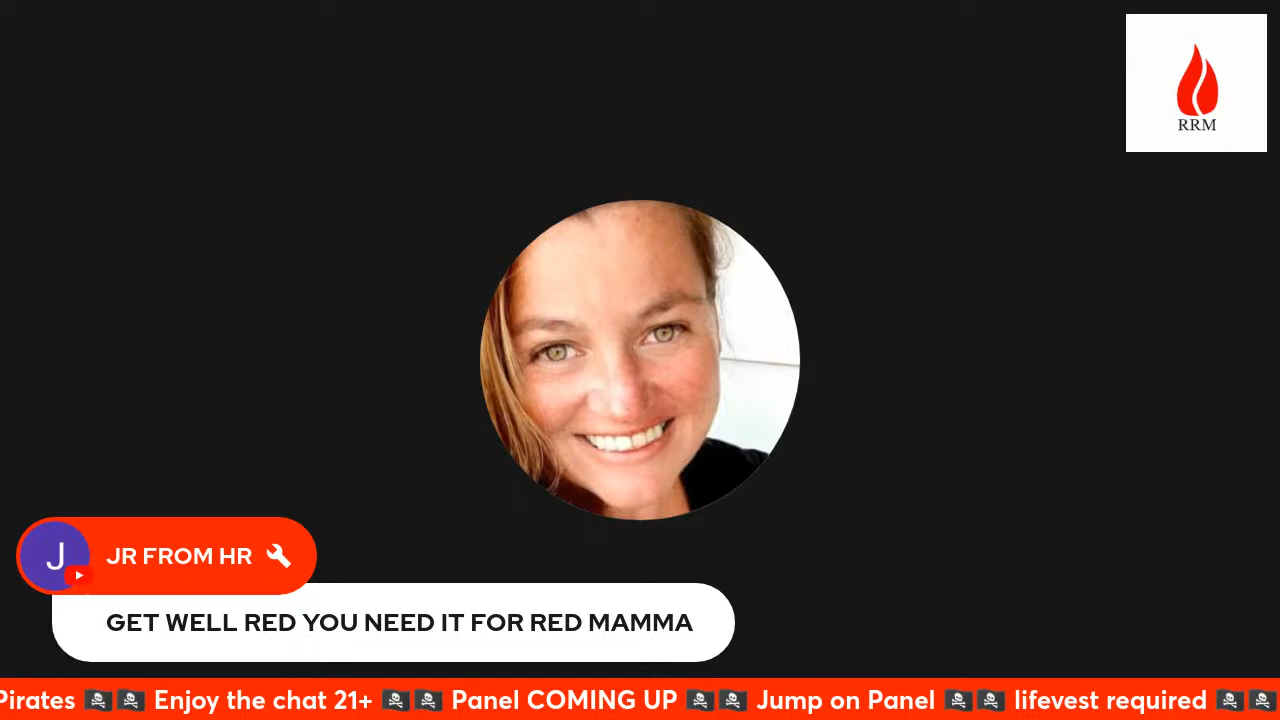 RRM
J
JR FROM HR
GET WELL RED YOU NEED IT FOR RED MAMMA
Pirates 🏴‍☠️🏴‍☠️ Enjoy the chat 21+ 🏴‍☠️🏴‍☠️ Panel COMING UP 🏴‍☠️🏴‍☠️ Jump on Panel 🏴‍☠️🏴‍☠️ lifevest required 🏴‍☠️🏴‍☠️